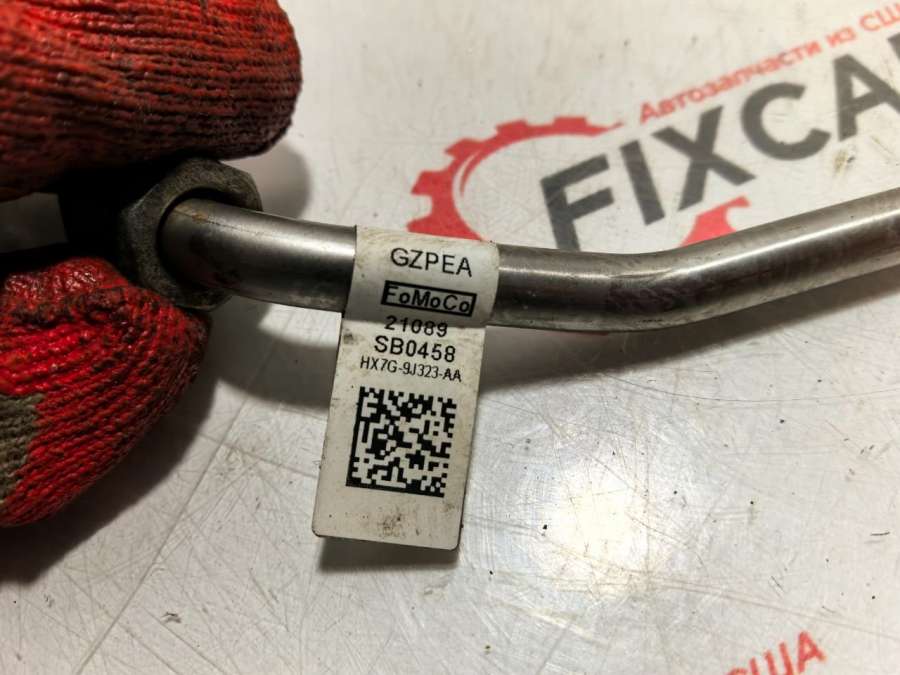 Автозапчасти из США
FIXCA
GZPEA
FoMoCo
21089
SB0458
HX7G-9J323-AA
США